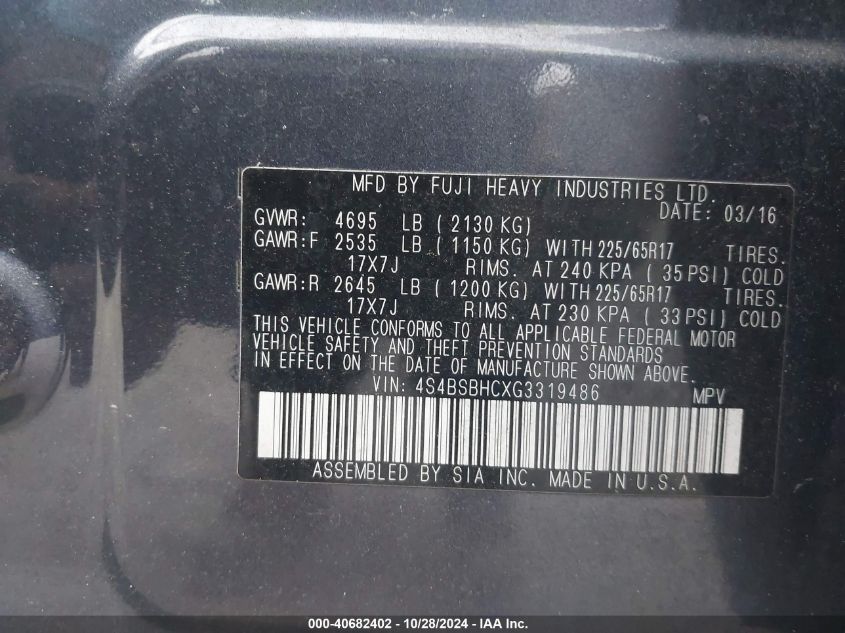 MFD BY FUJI HEAVY INDUSTRIES LTD.
DATE: 03/16
GVWR: 4695 LB ( 2130 KG)
GAWR:F 2535 LB ( 1150 KG) WITH 225/65R17 TIRES.
17X7J RIMS. AT 240 KPA ( 35 PSI) COLD
GAWR:R 2645 LB ( 1200 KG) WITH 225/65R17 TIRES.
17X7J RIMS. AT 230 KPA ( 33 PSI) COLD
THIS VEHICLE CONFORMS TO ALL APPLICABLE FEDERAL MOTOR
VEHICLE SAFETY AND THEFT PREVENTION STANDARDS
IN EFFECT ON THE DATE OF MANUFACTURE SHOWN ABOVE.
VIN: 4S4BSBHCXG3319486 MPV
ASSEMBLED BY SIA INC. MADE IN U.S.A.
000-40682402 - 10/28/2024 - IAA Inc.